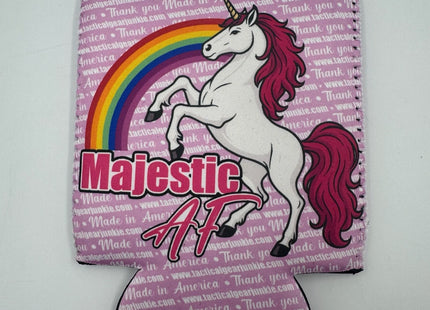 Majestic
AF
Made in America • Thank you
www.tacticalgearjunkie.com